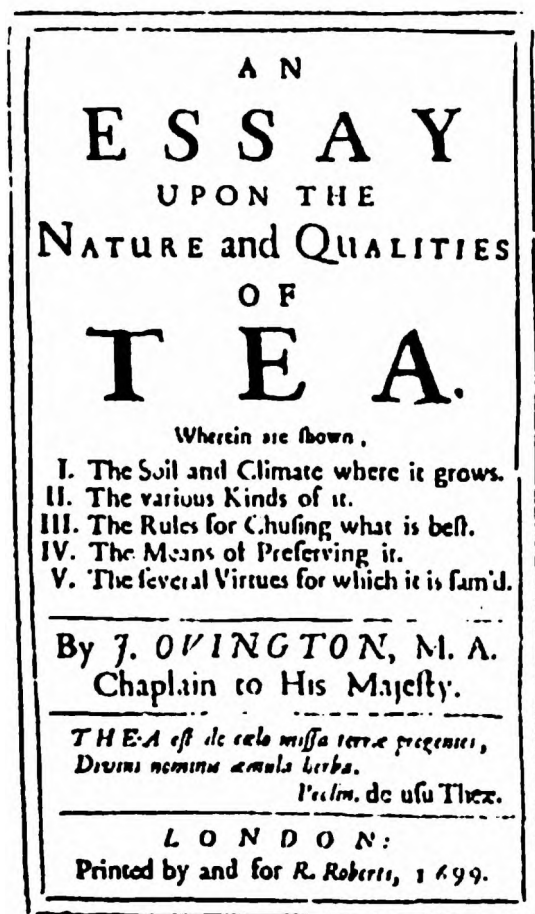 AN
ESSAY
UPON THE
NATURE and QUALITIES
OF
TEA.
Wherein are ſhown,
I. The Soil and Climate where it grows.
II. The various Kinds of it.
III. The Rules for Chuſing what is beſt.
IV. The Means of Preſerving it.
V. The ſeveral Virtues for which it is fam'd.
By J. OVINGTON, M. A.
Chaplain to His Majeſty.
THEA eſt de cælo miſſa terræ progenies,
Divini nominis æmula herba.
de uſu Theæ.
LONDON:
Printed by and for R. Roberts, 1699.